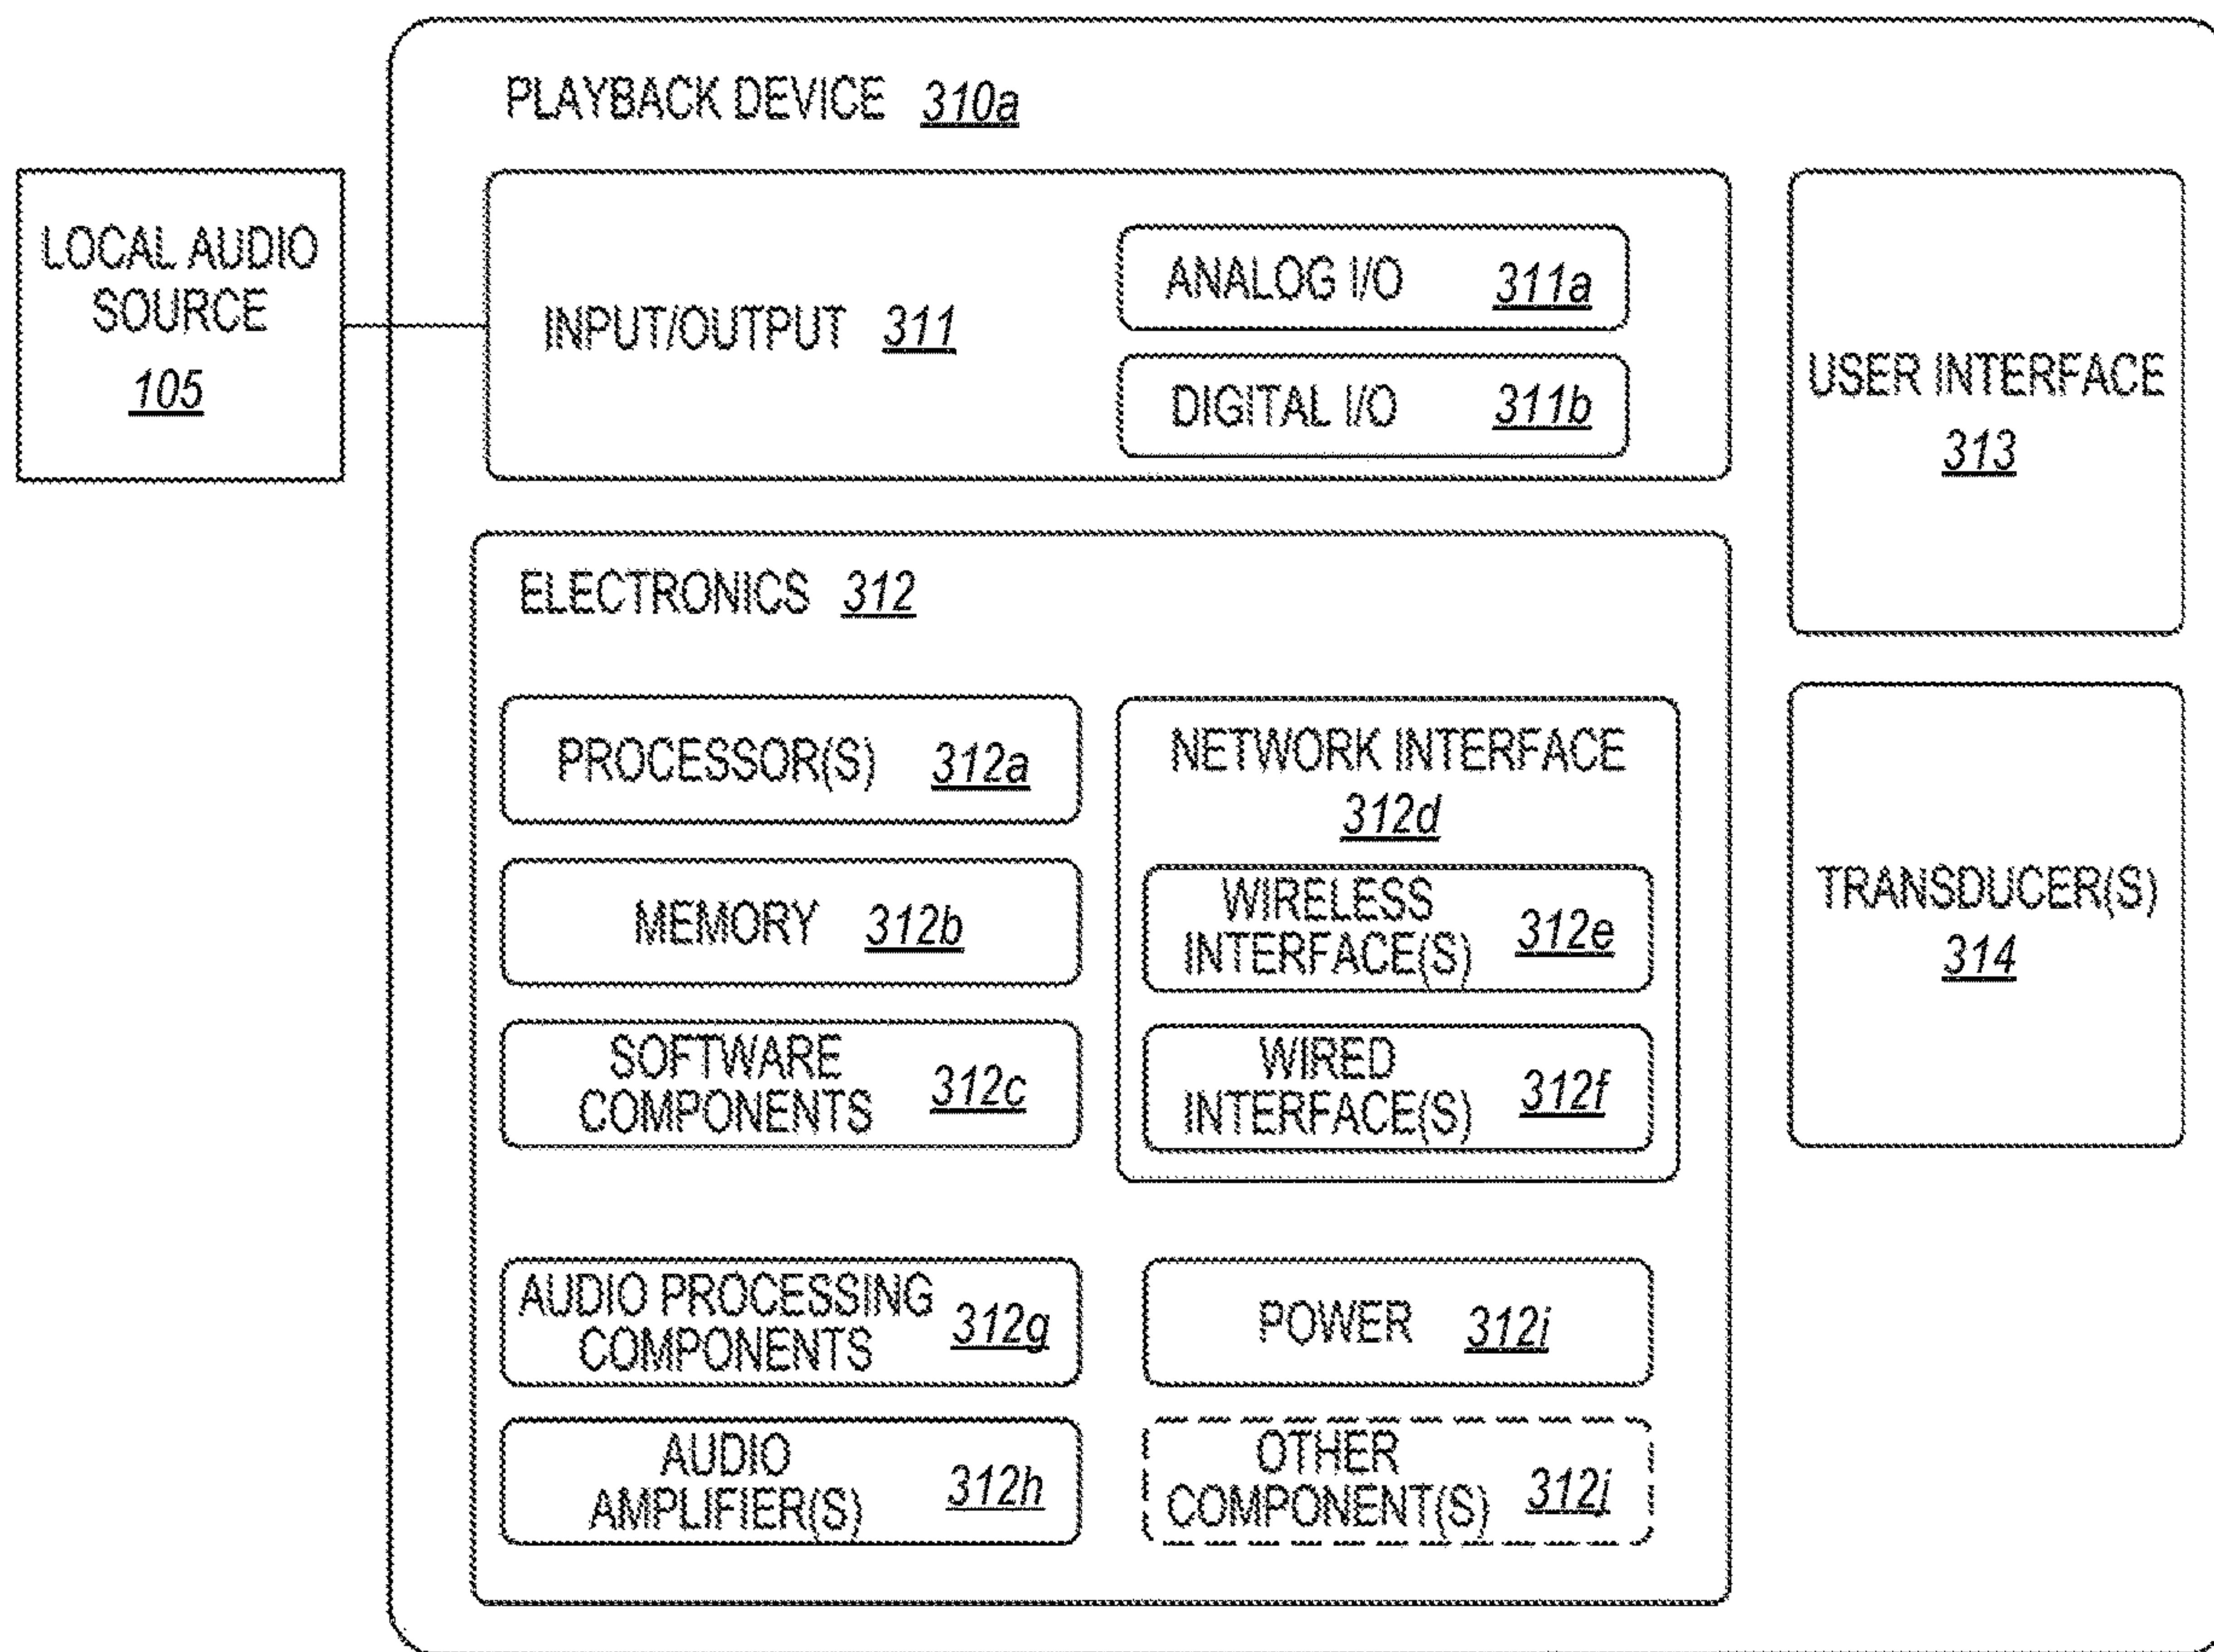 PLAYBACK DEVICE 310a
LOCAL AUDIO
SOURCE
105
INPUT/OUTPUT 311
ANALOG I/O 311a
DIGITAL I/O 311b
USER INTERFACE
313
ELECTRONICS 312
PROCESSOR(S) 312a
MEMORY 312b
SOFTWARE
COMPONENTS 312c
NETWORK INTERFACE
312d
WIRELESS
INTERFACE(S) 312e
WIRED
INTERFACE(S) 312f
TRANSDUCER(S)
314
AUDIO PROCESSING
COMPONENTS 312g
POWER 312i
AUDIO
AMPLIFIER(S) 312h
OTHER
COMPONENT(S) 312j